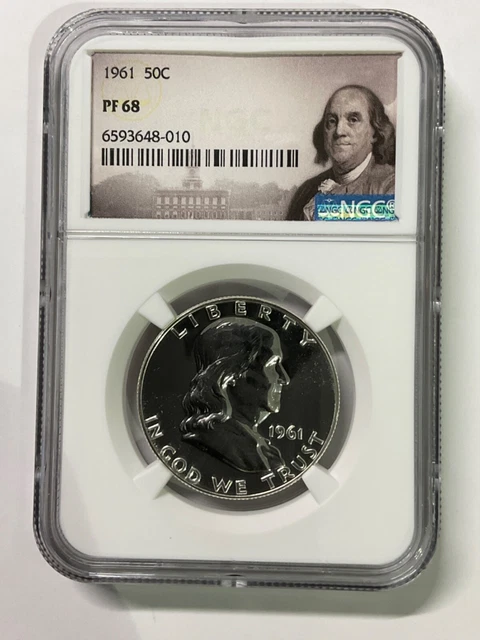 1961 50C
PF 68
6593648-010
NGC
LIBERTY
1961
IN GOD WE TRUST